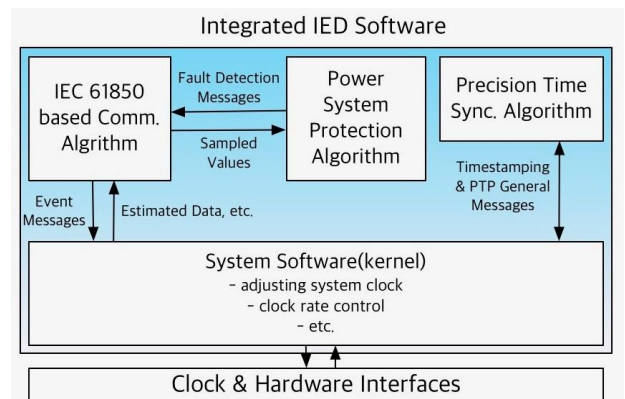 Integrated IED Software
IEC 61850
based Comm.
Algrithm
Fault Detection
Messages
Sampled
Values
Power
System
Protection
Algorithm
Precision Time
Sync. Algorithm
Event
Messages
Estimated Data, etc.
Timestamping
& PTP General
Messages
System Software(kernel)
- adjusting system clock
- clock rate control
- etc.
Clock & Hardware Interfaces